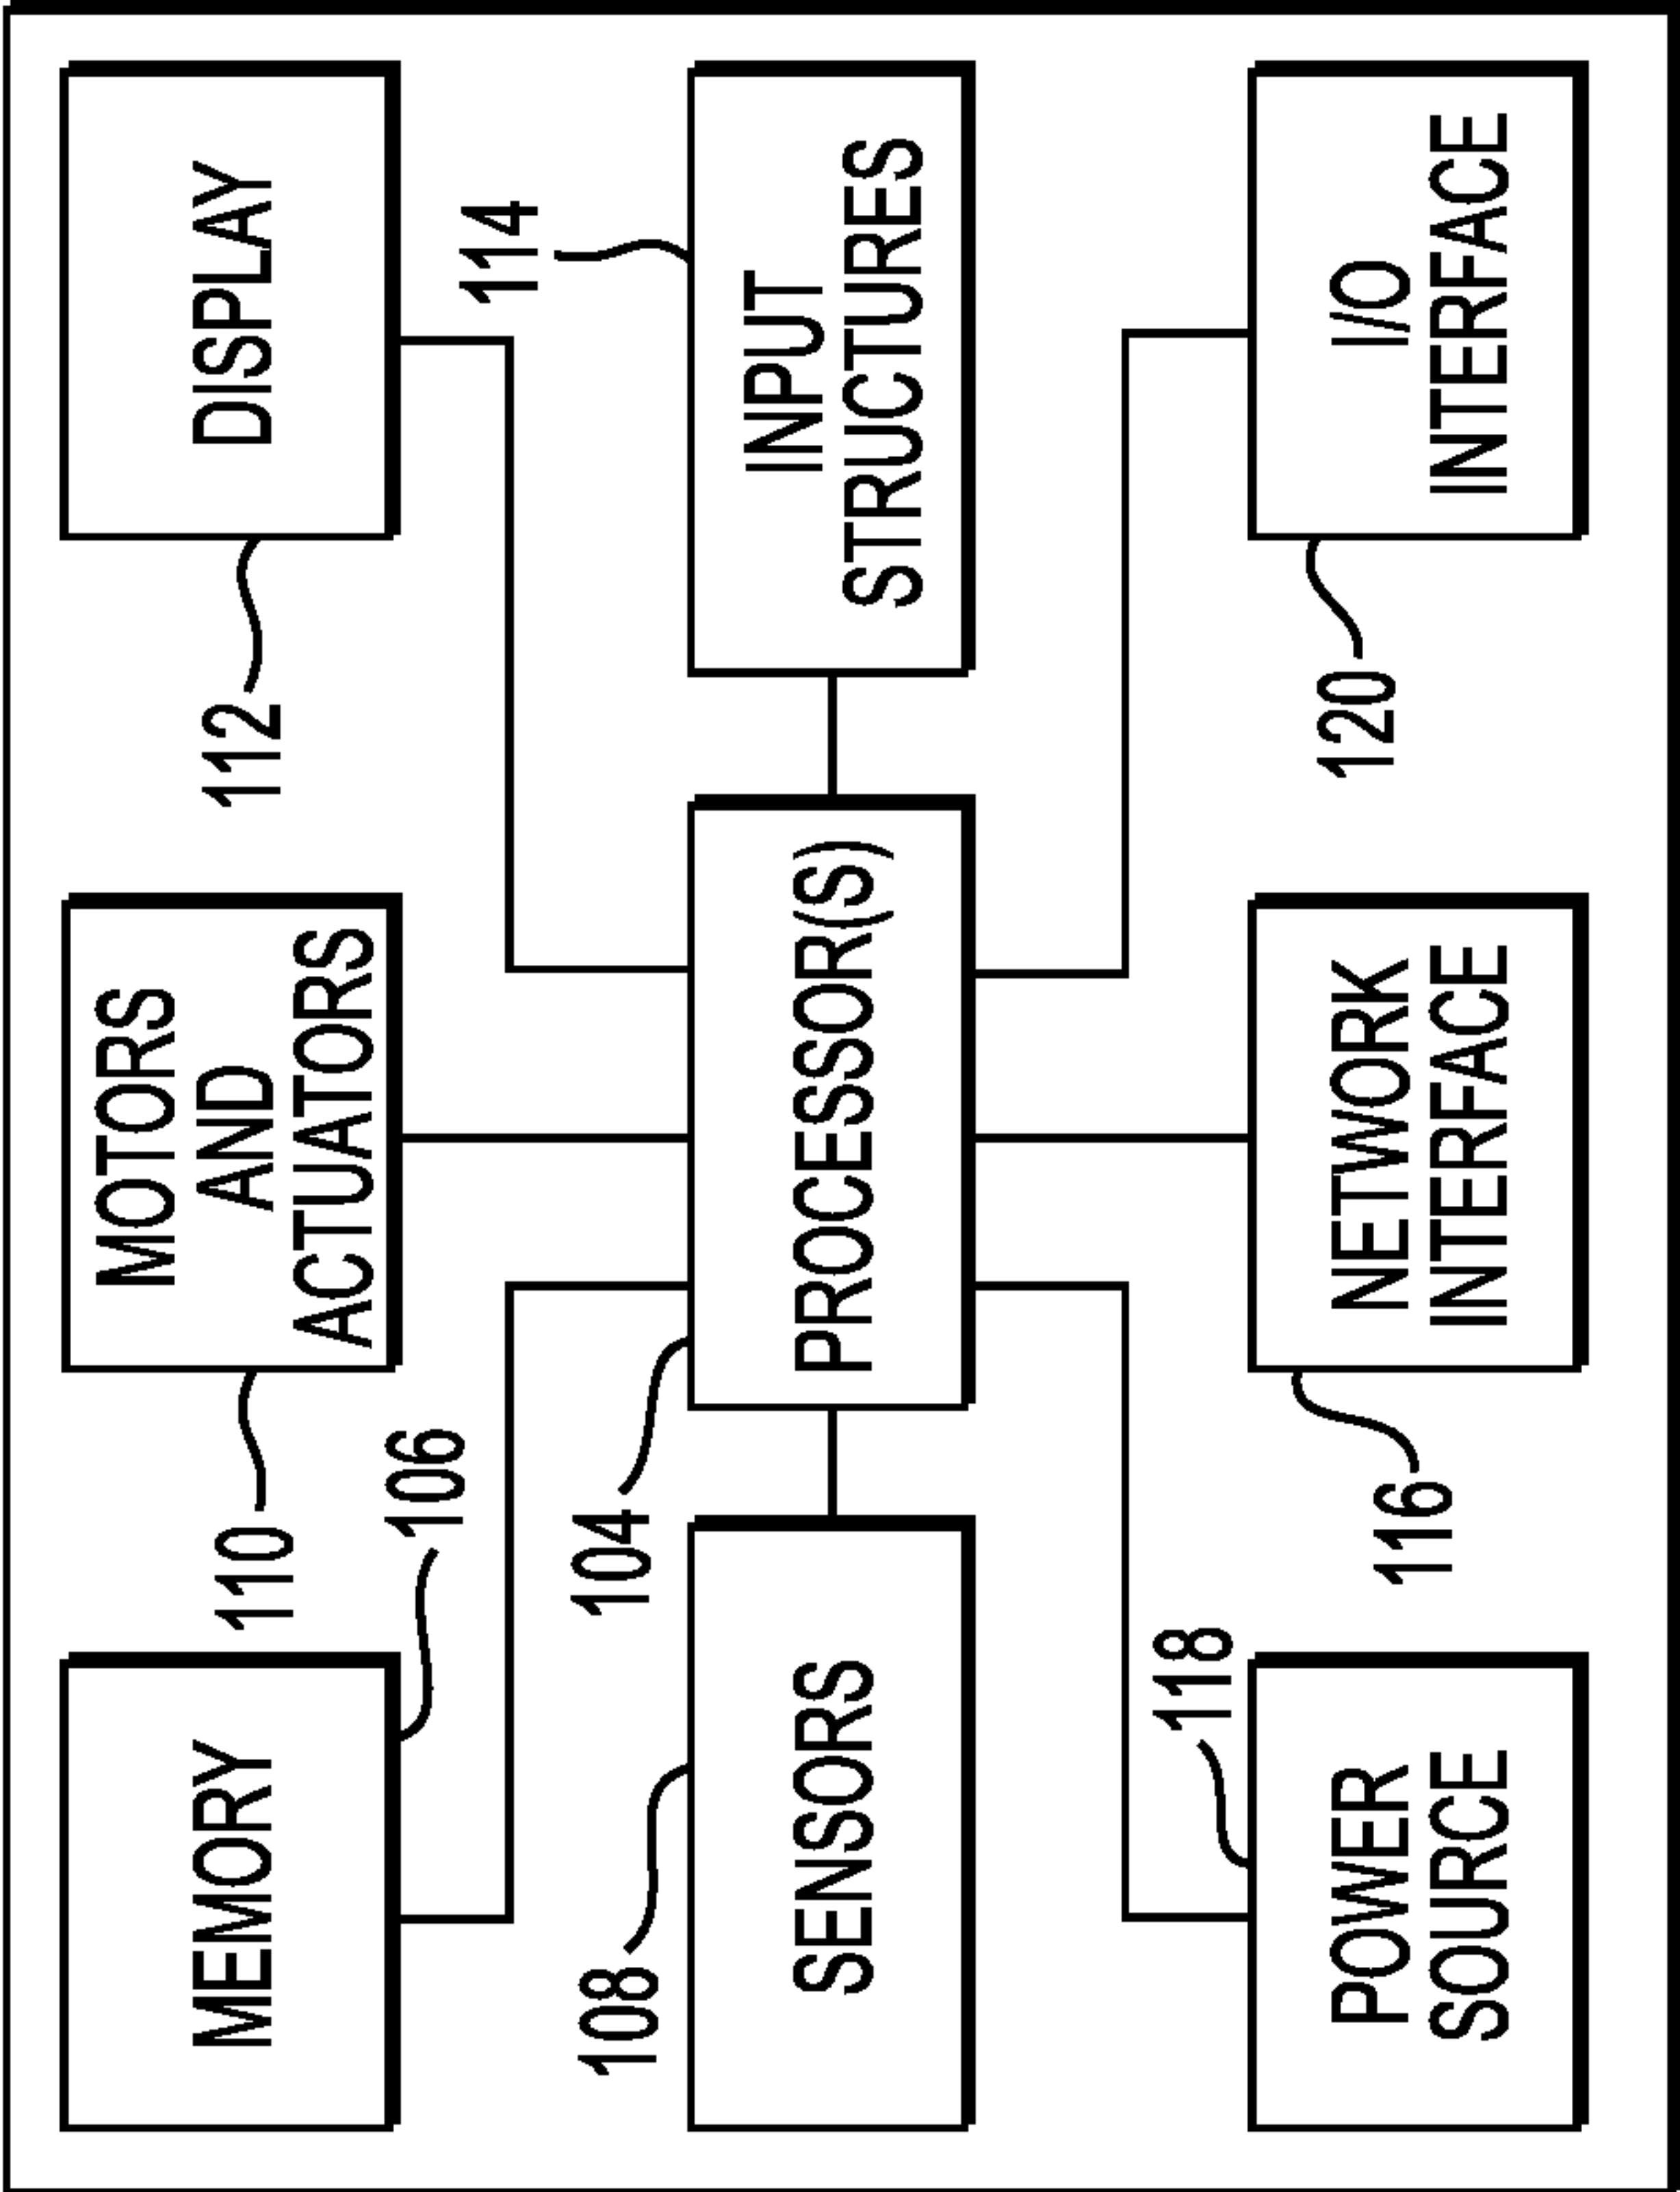 MEMORY
106
110
MOTORS
AND
ACTUATORS
112
DISPLAY
108
SENSORS
104
PROCESSOR(S)
114
INPUT
STRUCTURES
118
POWER
SOURCE
116
NETWORK
INTERFACE
120
I/O
INTERFACE